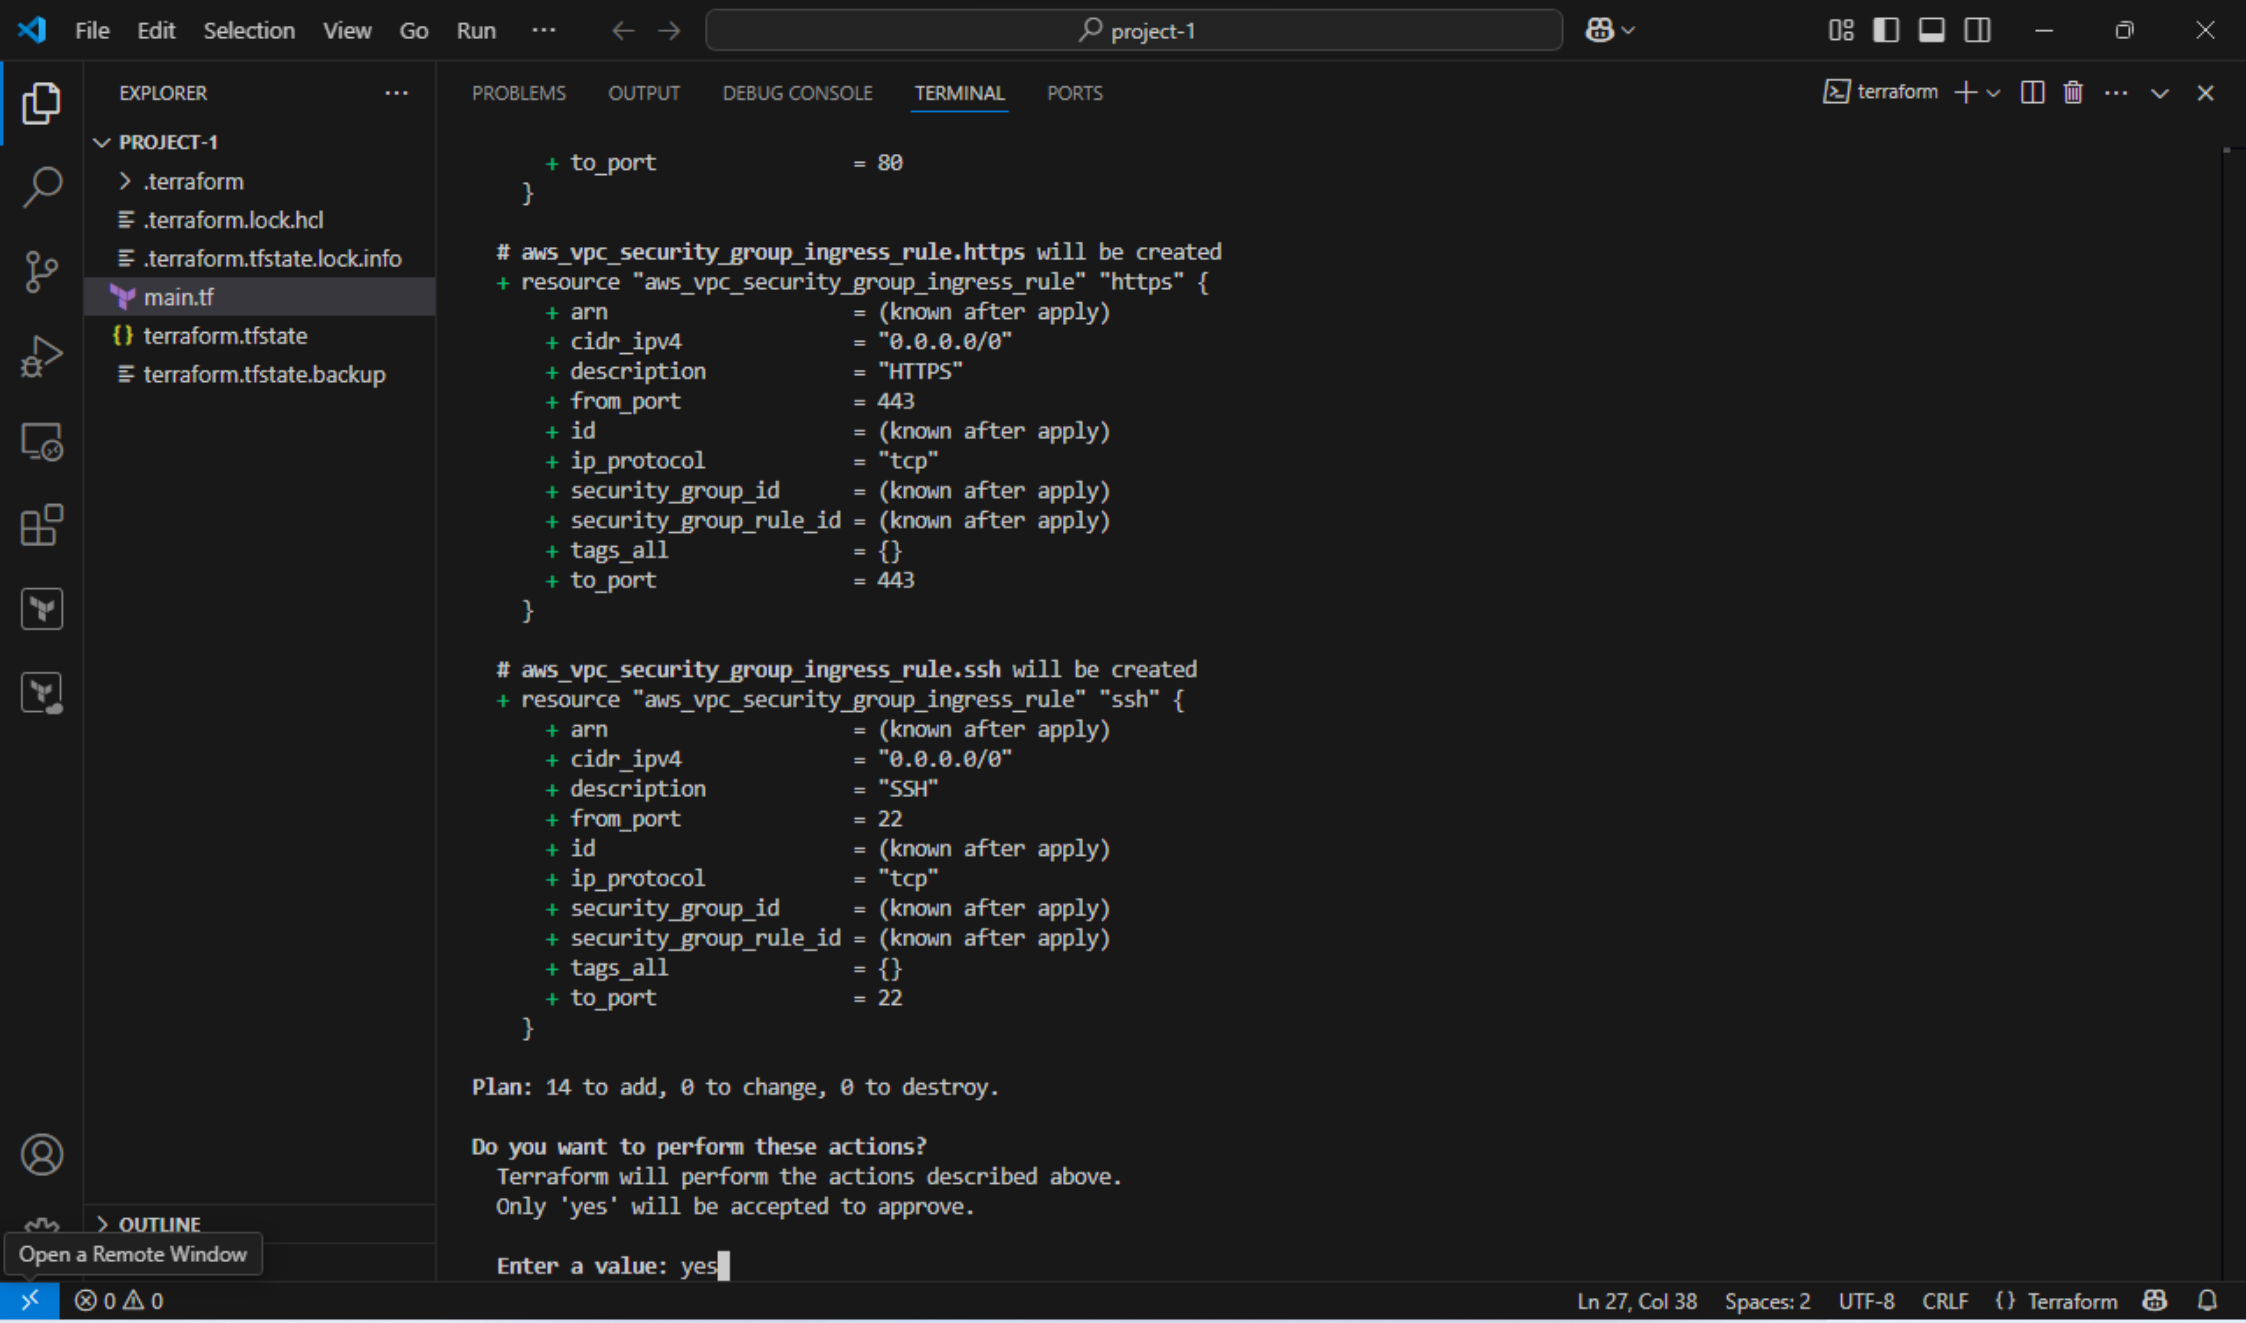 File Edit Selection View Go Run ··· ← → project-1
EXPLORER ···
PROJECT-1
.terraform
.terraform.lock.hcl
.terraform.tfstate.lock.info
main.tf
{} terraform.tfstate
terraform.tfstate.backup
OUTLINE
Open a Remote Window
PROBLEMS OUTPUT DEBUG CONSOLE TERMINAL PORTS terraform
+ to_port = 80
}
# aws_vpc_security_group_ingress_rule.https will be created
+ resource "aws_vpc_security_group_ingress_rule" "https" {
+ arn = (known after apply)
+ cidr_ipv4 = "0.0.0.0/0"
+ description = "HTTPS"
+ from_port = 443
+ id = (known after apply)
+ ip_protocol = "tcp"
+ security_group_id = (known after apply)
+ security_group_rule_id = (known after apply)
+ tags_all = {}
+ to_port = 443
}
# aws_vpc_security_group_ingress_rule.ssh will be created
+ resource "aws_vpc_security_group_ingress_rule" "ssh" {
+ arn = (known after apply)
+ cidr_ipv4 = "0.0.0.0/0"
+ description = "SSH"
+ from_port = 22
+ id = (known after apply)
+ ip_protocol = "tcp"
+ security_group_id = (known after apply)
+ security_group_rule_id = (known after apply)
+ tags_all = {}
+ to_port = 22
}
Plan: 14 to add, 0 to change, 0 to destroy.
Do you want to perform these actions?
Terraform will perform the actions described above.
Only 'yes' will be accepted to approve.
Enter a value: yes
0 0 Ln 27, Col 38 Spaces: 2 UTF-8 CRLF {} Terraform